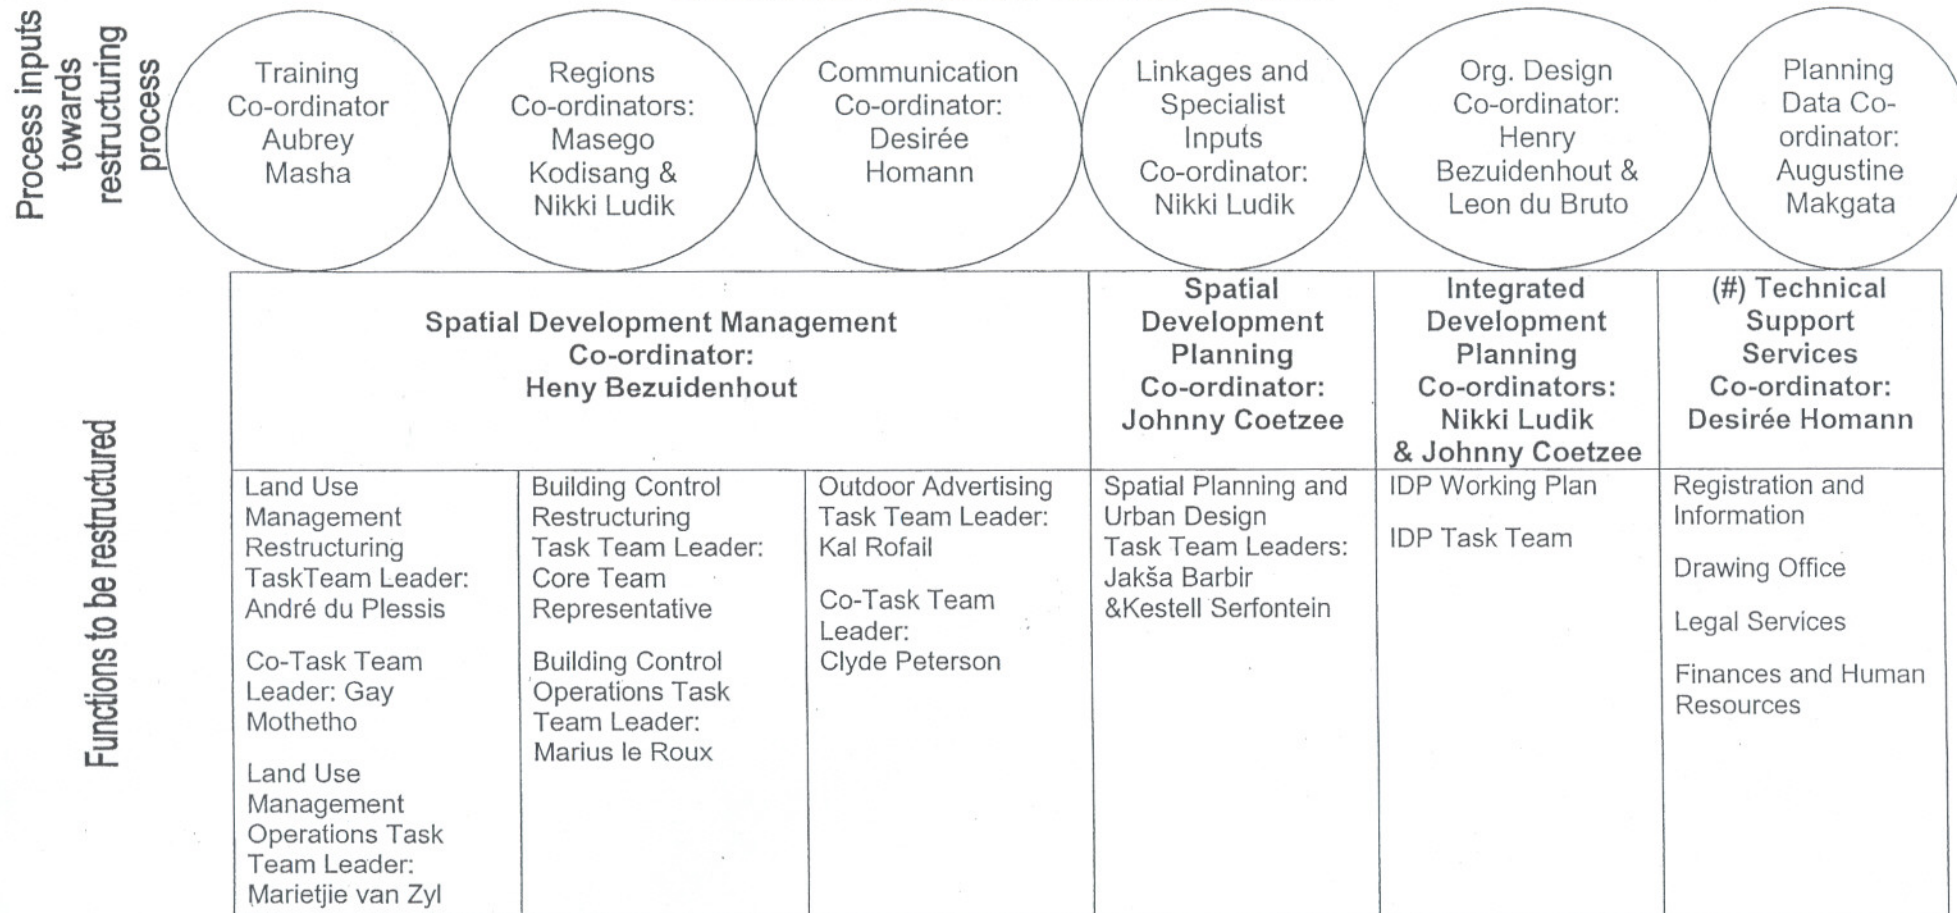 Process inputs
towards
restructuring
process
Training
Co-ordinator
Aubrey
Masha
Regions
Co-ordinators:
Masego
Kodisang &
Nikki Ludik
Communication
Co-ordinator:
Desirée
Homann
Linkages and
Specialist
Inputs
Co-ordinator:
Nikki Ludik
Org. Design
Co-ordinator:
Henry
Bezuidenhout &
Leon du Bruto
Planning
Data Co-
ordinator:
Augustine
Makgata
Functions to be restructured
Spatial Development Management
Co-ordinator:
Heny Bezuidenhout
Spatial
Development
Planning
Co-ordinator:
Johnny Coetzee
Integrated
Development
Planning
Co-ordinators:
Nikki Ludik
& Johnny Coetzee
(#) Technical
Support
Services
Co-ordinator:
Desirée Homann
Land Use
Management
Restructuring
TaskTeam Leader:
André du Plessis
Co-Task Team
Leader: Gay
Mothetho
Land Use
Management
Operations Task
Team Leader:
Marietjie van Zyl
Building Control
Restructuring
Task Team Leader:
Core Team
Representative
Building Control
Operations Task
Team Leader:
Marius le Roux
Outdoor Advertising
Task Team Leader:
Kal Rofail
Co-Task Team
Leader:
Clyde Peterson
Spatial Planning and
Urban Design
Task Team Leaders:
Jakša Barbir
&Kestell Serfontein
IDP Working Plan
IDP Task Team
Registration and
Information
Drawing Office
Legal Services
Finances and Human
Resources